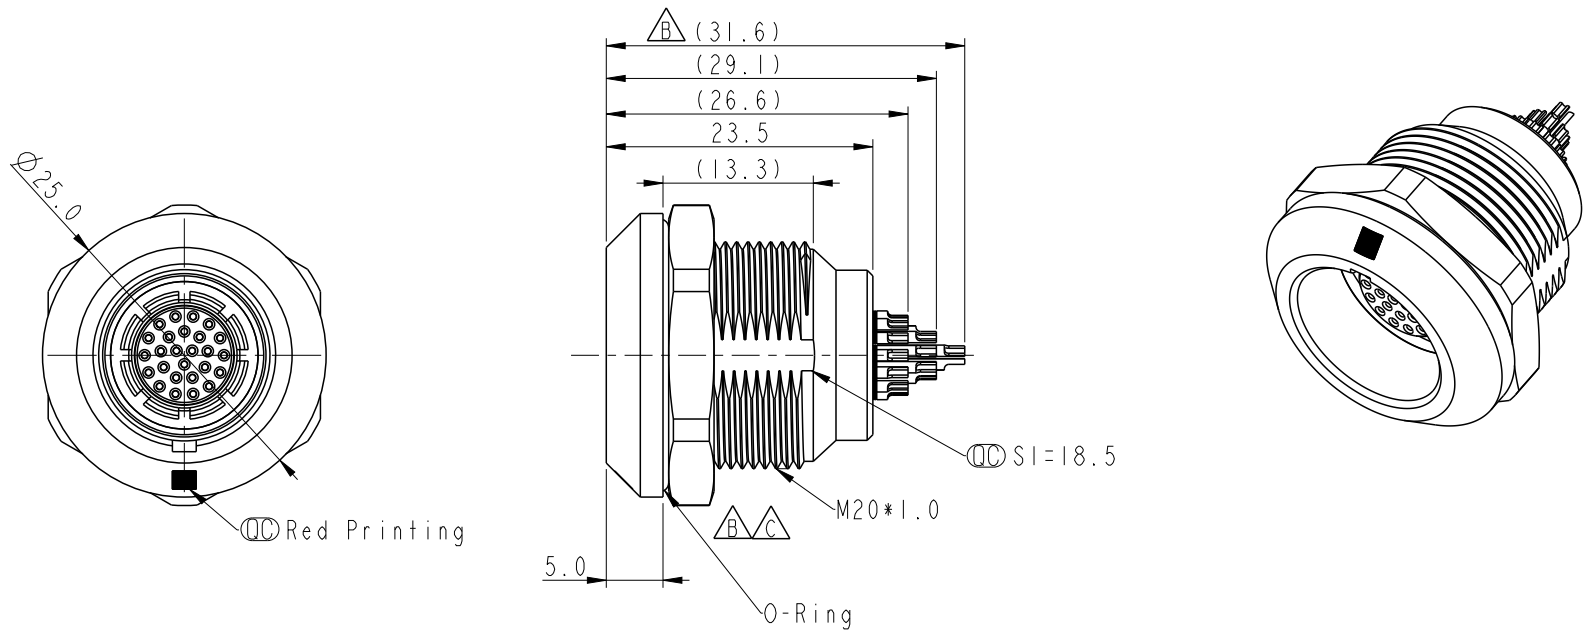 B (31.6)
(29.1)
(26.6)
23.5
(13.3)
Ø25.0
QC S1=18.5
M20*1.0
B C
QC Red Printing
5.0
O-Ring